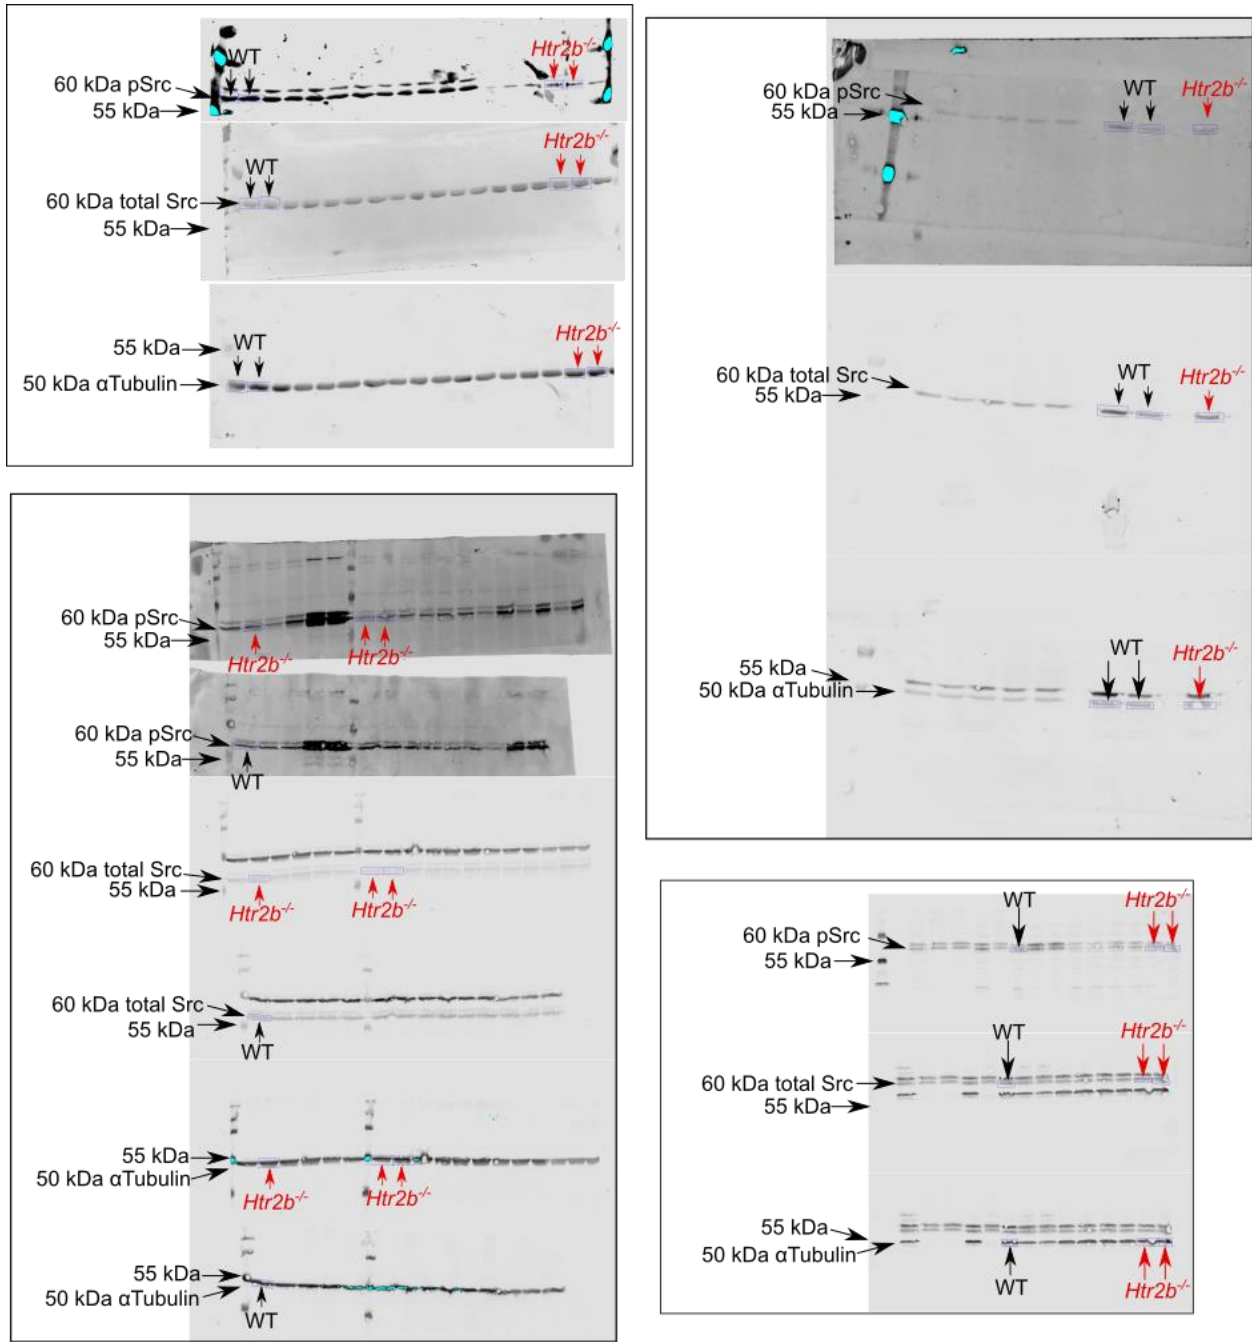 WT
Htr2b-/-
60 kDa pSrc
55 kDa
WT
Htr2b-/-
60 kDa total Src
55 kDa
55 kDa
WT
Htr2b-/-
50 kDa αTubulin
60 kDa pSrc
55 kDa
WT
Htr2b-/-
60 kDa total Src
55 kDa
WT
Htr2b-/-
55 kDa
50 kDa αTubulin
WT
Htr2b-/-
60 kDa pSrc
55 kDa
Htr2b-/-
Htr2b-/-
60 kDa pSrc
55 kDa
WT
60 kDa total Src
55 kDa
Htr2b-/-
Htr2b-/-
60 kDa total Src
55 kDa
WT
55 kDa
50 kDa αTubulin
Htr2b-/-
Htr2b-/-
55 kDa
50 kDa αTubulin
WT
WT
Htr2b-/-
60 kDa pSrc
55 kDa
WT
Htr2b-/-
60 kDa total Src
55 kDa
55 kDa
50 kDa αTubulin
WT
Htr2b-/-